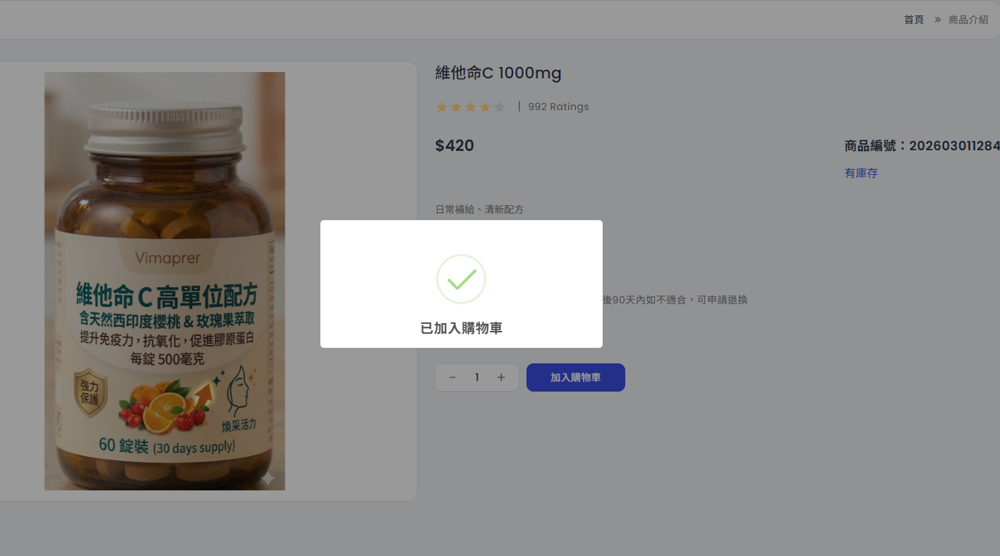 首頁 » 商品介紹
維他命C 1000mg
| 992 Ratings
$420
商品編號：202603011284
有庫存
日常補給、清新配方
後90天內如不適合，可申請退換
已加入購物車
− 1 +
加入購物車
Vimaprer
維他命 C 高單位配方
含天然西印度櫻桃 & 玫瑰果萃取
提升免疫力，抗氧化，促進膠原蛋白
每錠 500毫克
強力
保護
煥采活力
60 錠裝 (30 days supply)